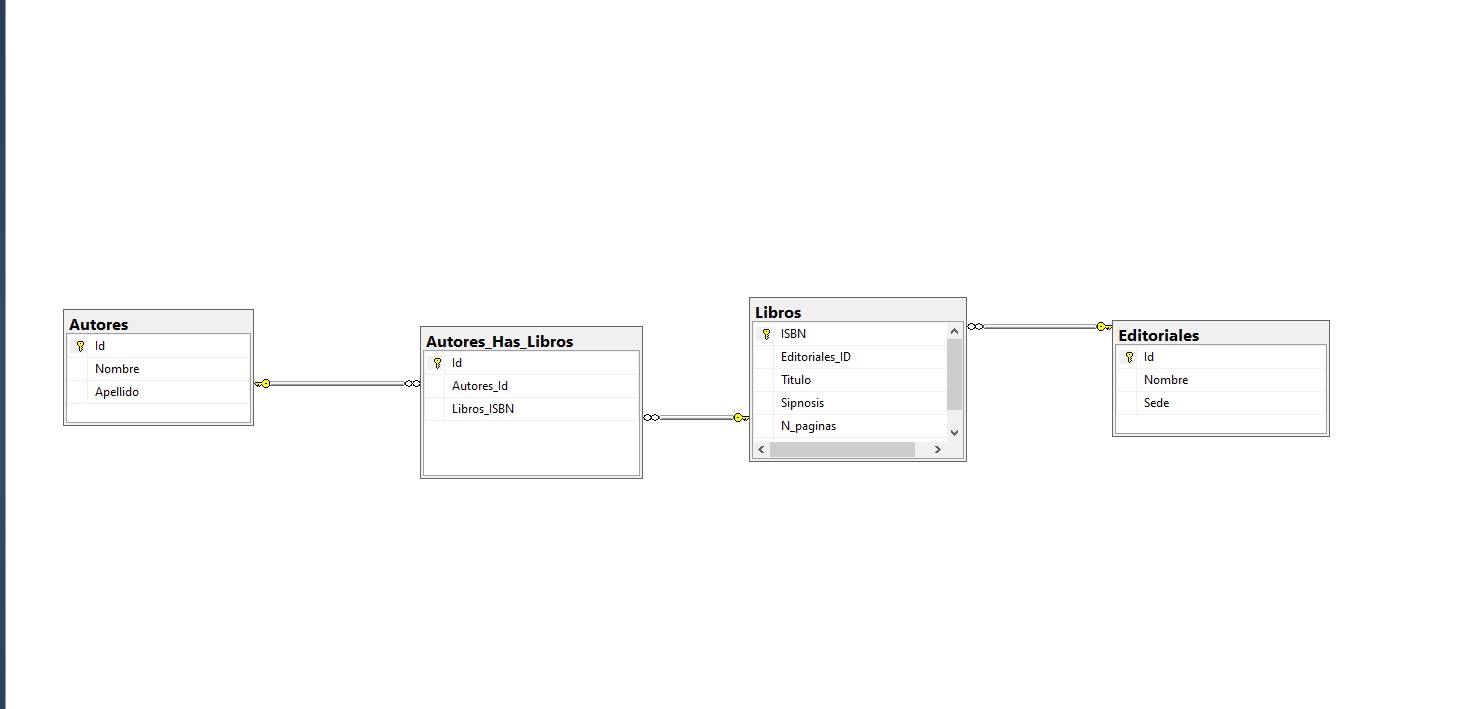 Autores
Id
Nombre
Apellido
Autores_Has_Libros
Id
Autores_Id
Libros_ISBN
Libros
ISBN
Editoriales_ID
Titulo
Sipnosis
N_paginas
Editoriales
Id
Nombre
Sede